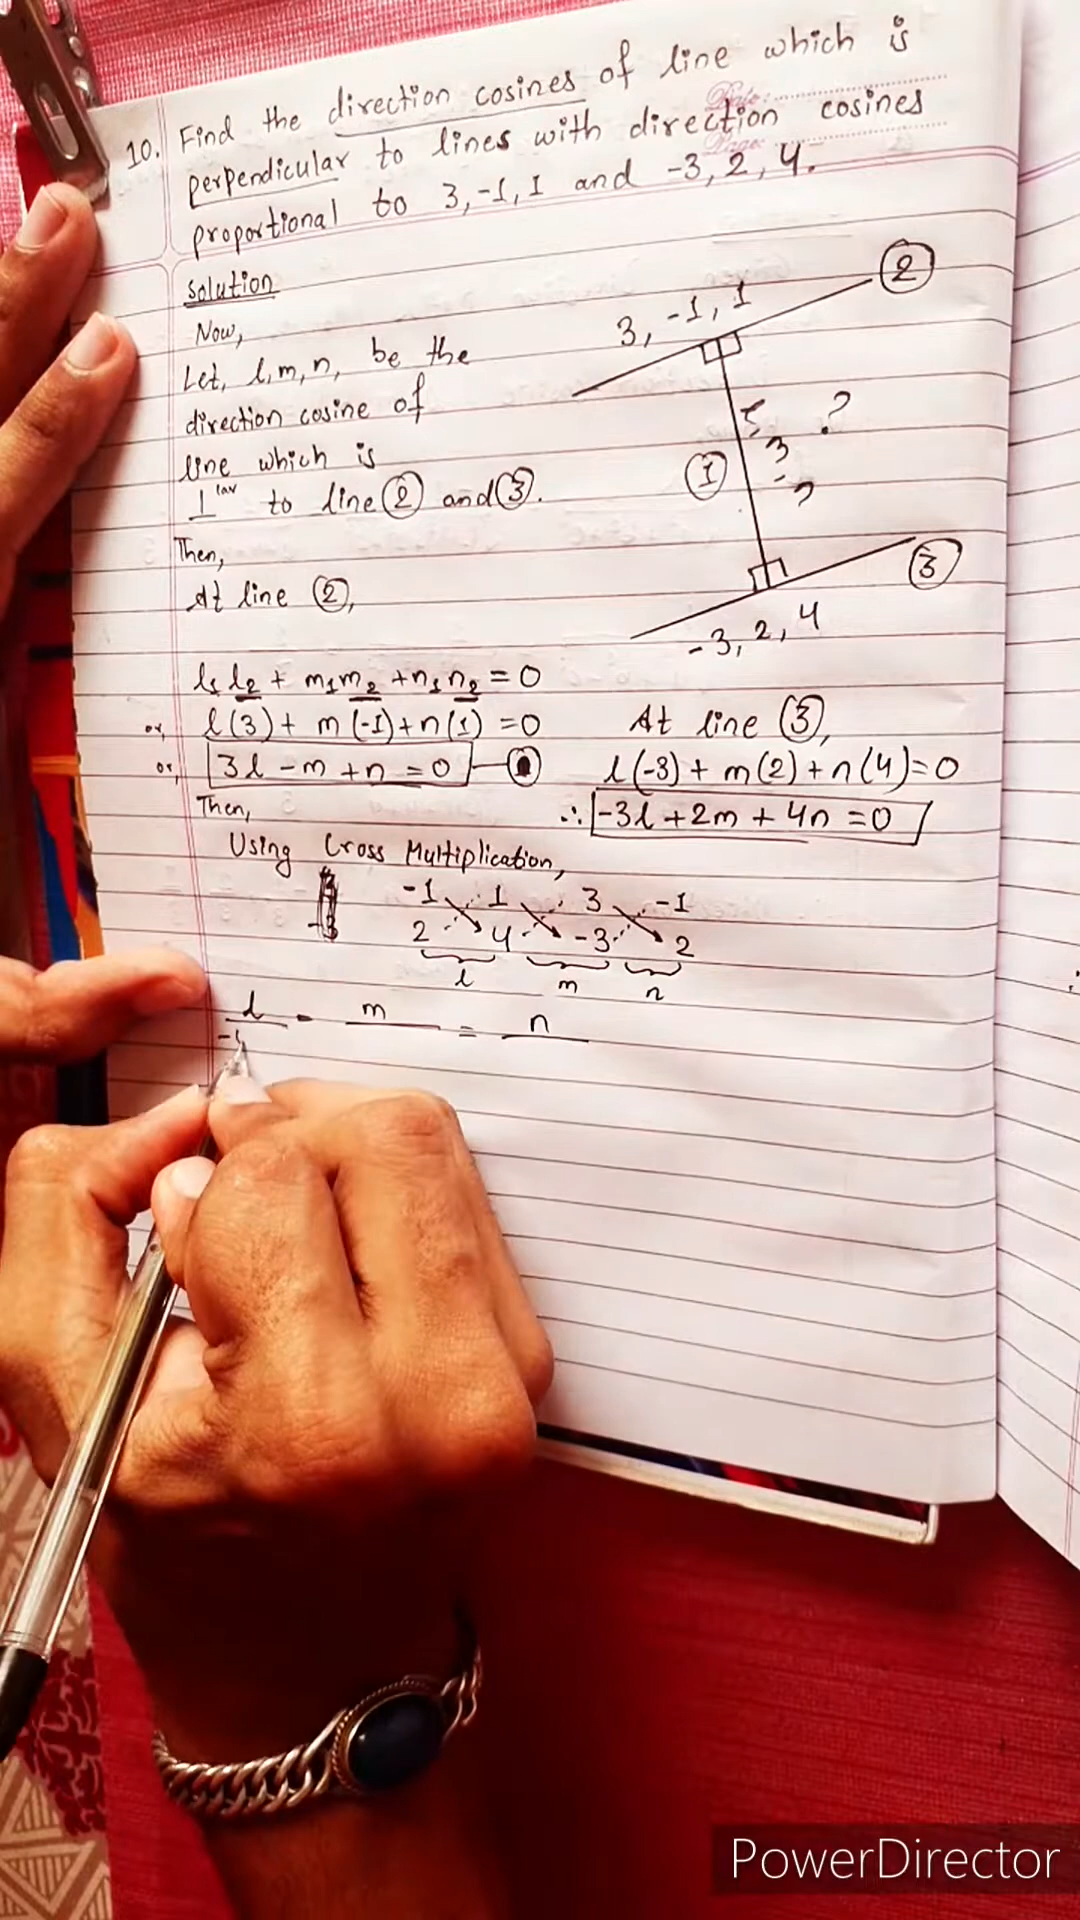 10. Find the direction cosines of line which is
perpendicular to lines with direction cosines
proportional to 3, -1, 1 and -3, 2, 4.
Solution
Now,
Let, l, m, n, be the
direction cosine of
line which is
⊥lar to line ② and ③.
3, -1, 1
②
①
?
③
-3, 2, 4
Then,
At line ②,
l₁l₂ + m₁m₂ + n₁n₂ = 0
or, l(3) + m(-1) + n(1) = 0
or, 3l - m + n = 0
At line ③,
l(-3) + m(2) + n(4) = 0
∴ -3l + 2m + 4n = 0
Then,
Using Cross Multiplication,
-1 1 3 -1
2 4 -3 2
l m n
l = m = n
PowerDirector